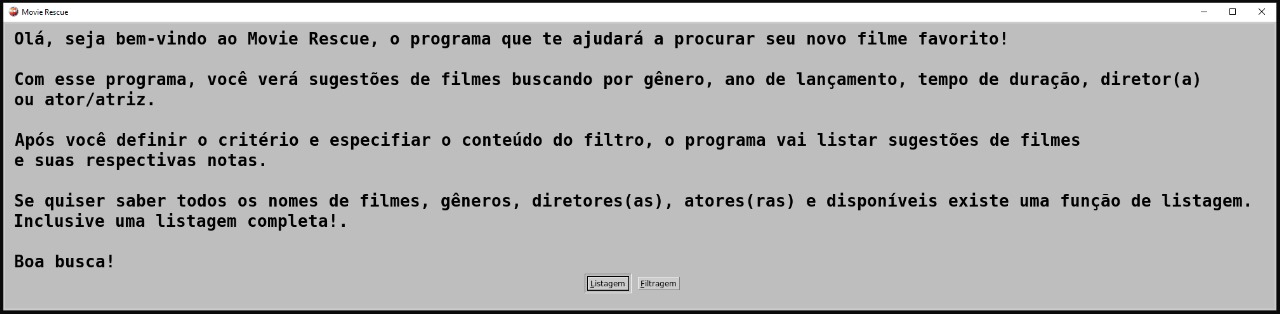 Movie Rescue
Olá, seja bem-vindo ao Movie Rescue, o programa que te ajudará a procurar seu novo filme favorito!
Com esse programa, você verá sugestões de filmes buscando por gênero, ano de lançamento, tempo de duração, diretor(a)
ou ator/atriz.
Após você definir o critério e especifiar o conteúdo do filtro, o programa vai listar sugestões de filmes
e suas respectivas notas.
Se quiser saber todos os nomes de filmes, gêneros, diretores(as), atores(ras) e disponíveis existe uma função de listagem.
Inclusive uma listagem completa!.
Boa busca!
Listagem Filtragem